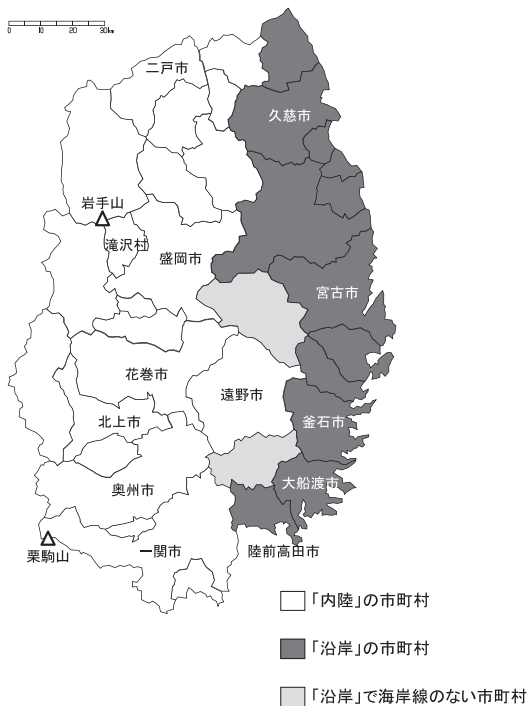 0 10 20 30km
二戸市
久慈市
岩手山
滝沢村
盛岡市
宮古市
花巻市
遠野市
北上市
釜石市
大船渡市
奥州市
一関市
陸前高田市
栗駒山
「内陸」の市町村
「沿岸」の市町村
「沿岸」で海岸線のない市町村